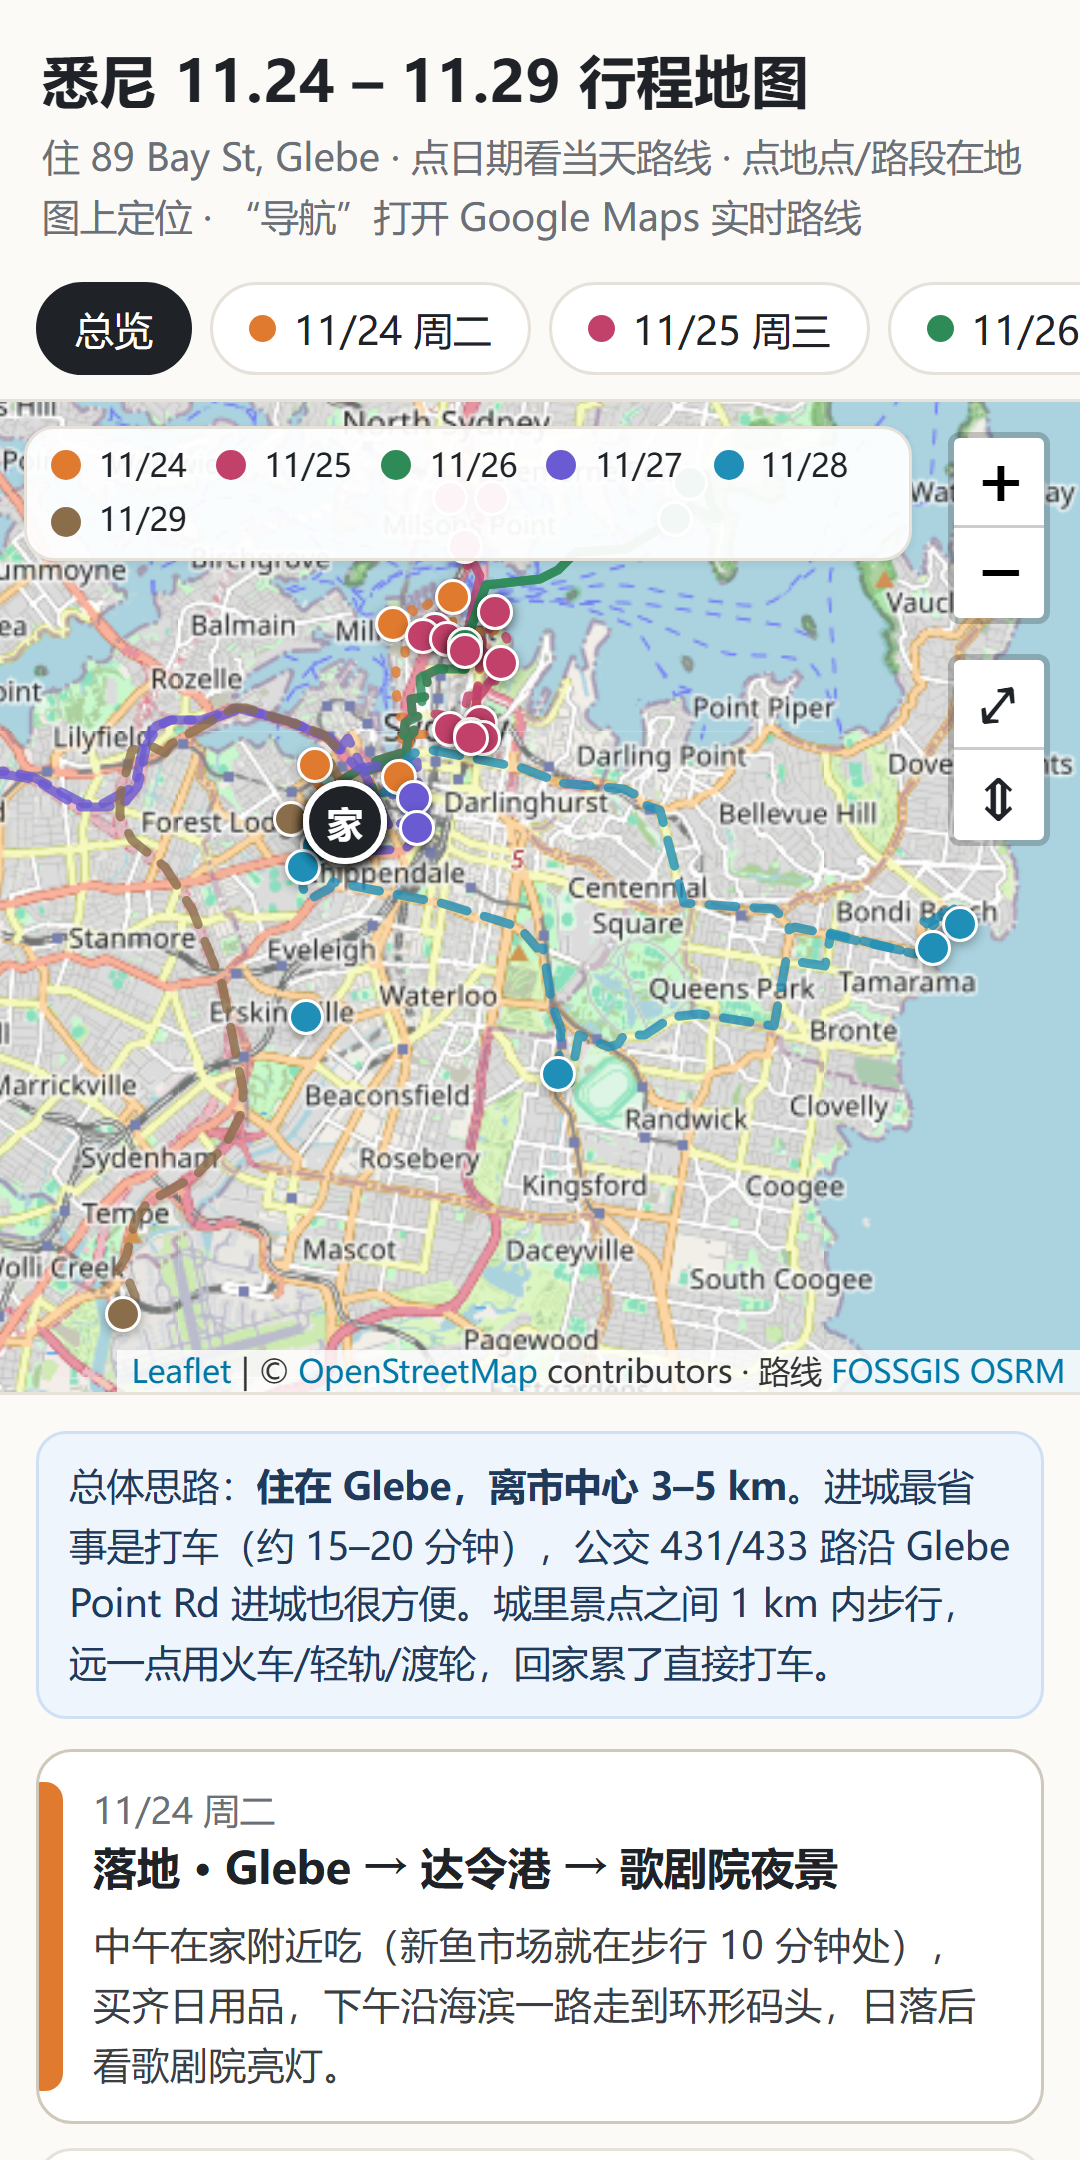 悉尼 11.24 – 11.29 行程地图
住 89 Bay St, Glebe · 点日期看当天路线 · 点地点/路段在地
图上定位 · “导航”打开 Google Maps 实时路线
总览
11/24 周二
11/25 周三
11/26
North Sydney
11/24
11/25
11/26
11/27
11/28
11/29
Milsons Point
Birchgrove
Balmain
Rozelle
Lilyfield
Point Piper
Darling Point
Darlinghurst
Bellevue Hill
家
5
Centennial
Square
Stanmore
Eveleigh
Queens Park
Tamarama
Waterloo
Bronte
Marrickville
Beaconsfield
Clovelly
Randwick
Sydenham
Rosebery
Kingsford
Coogee
Tempe
Mascot
Daceyville
South Coogee
Pagewood
+
−
Leaflet | © OpenStreetMap contributors · 路线 FOSSGIS OSRM
总体思路：住在 Glebe，离市中心 3–5 km。进城最省
事是打车（约 15–20 分钟），公交 431/433 路沿 Glebe
Point Rd 进城也很方便。城里景点之间 1 km 内步行，
远一点用火车/轻轨/渡轮，回家累了直接打车。
11/24 周二
落地 · Glebe → 达令港 → 歌剧院夜景
中午在家附近吃（新鱼市场就在步行 10 分钟处），
买齐日用品，下午沿海滨一路走到环形码头，日落后
看歌剧院亮灯。